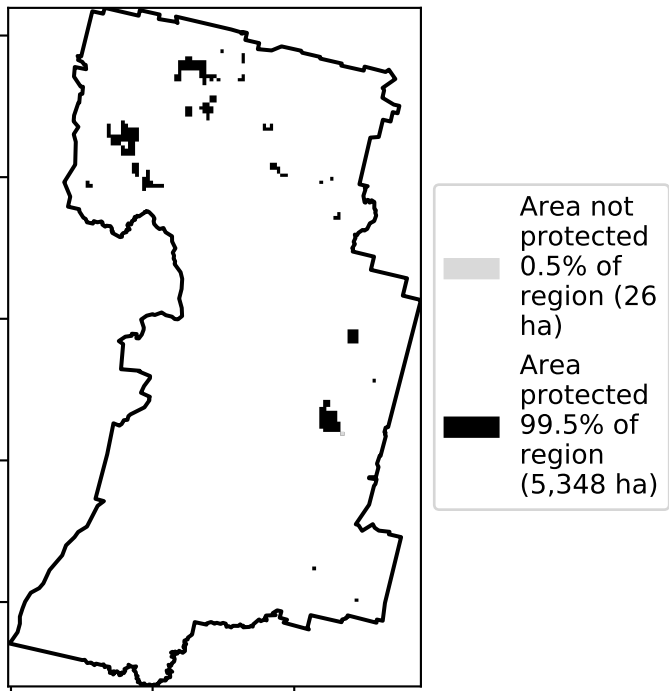 Area not
protected
0.5% of
region (26
ha)
Area
protected
99.5% of
region
(5,348 ha)